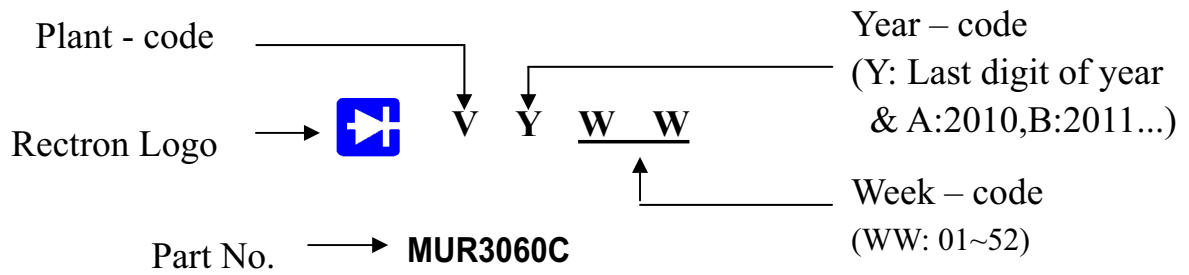 Plant - code
Year – code
(Y: Last digit of year
& A:2010,B:2011...)
V Y W W
Rectron Logo
Week – code
(WW: 01~52)
Part No.
MUR3060C